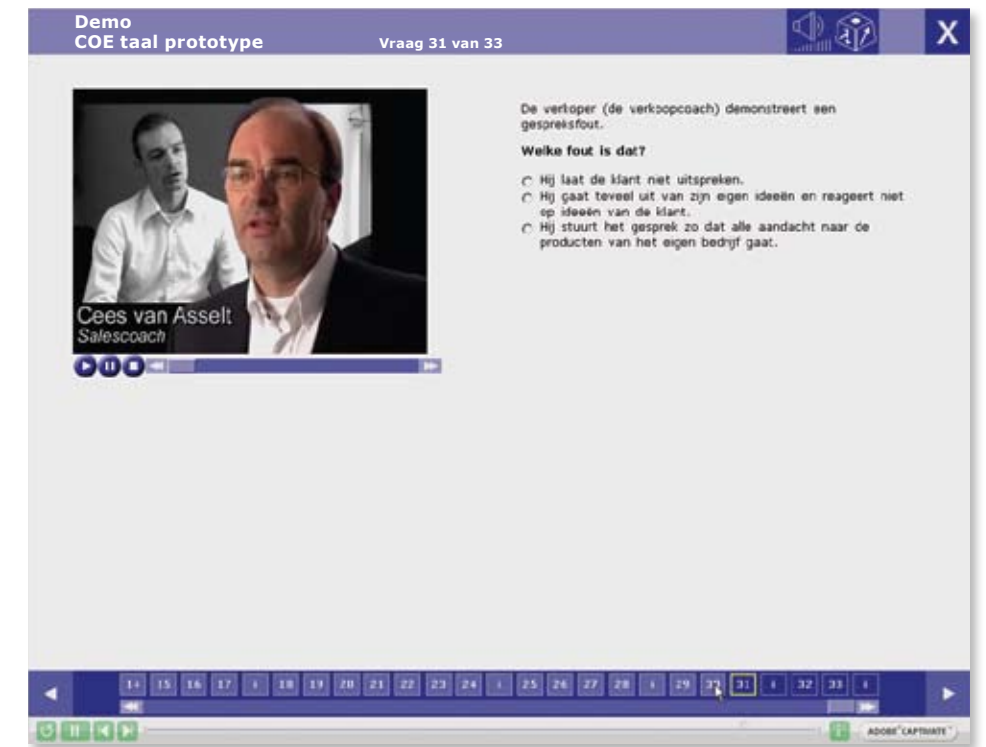 Demo
COE taal prototype
Vraag 31 van 33
X
De verkoper (de verkoopcoach) demonstreert een
gespreksfout.
Welke fout is dat?
Hij laat de klant niet uitspreken.
Hij gaat teveel uit van zijn eigen ideeën en reageert niet
op ideeën van de klant.
Hij stuurt het gesprek zo dat alle aandacht naar de
producten van het eigen bedrijf gaat.
Cees van Asselt
Salescoach
14 15 16 17 i 18 19 20 21 22 23 24 i 25 26 27 28 i 29 30 31 i 32 33 i
ADOBE CAPTIVATE